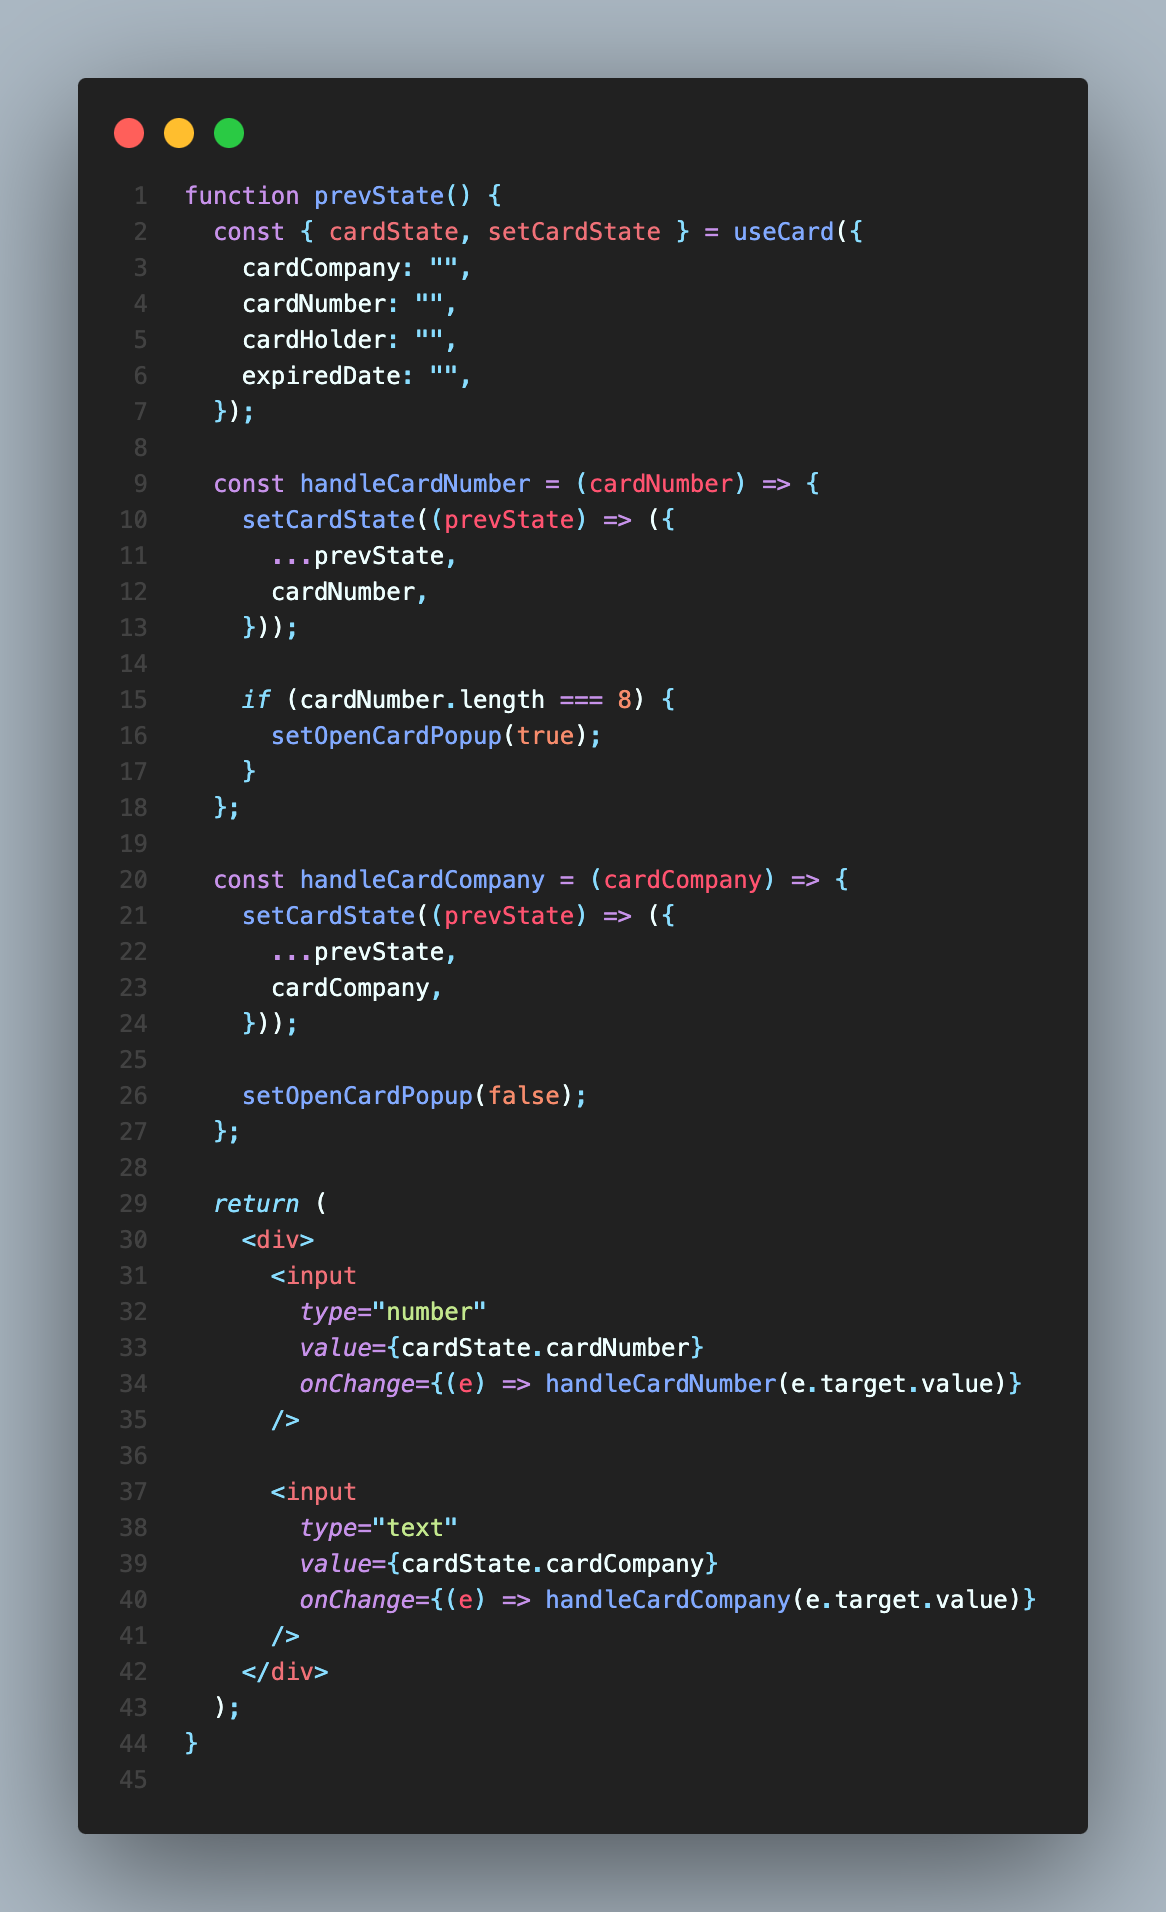 1 function prevState() {
2   const { cardState, setCardState } = useCard({
3     cardCompany: "",
4     cardNumber: "",
5     cardHolder: "",
6     expiredDate: "",
7   });
8
9   const handleCardNumber = (cardNumber) => {
10     setCardState((prevState) => ({
11       ...prevState,
12       cardNumber,
13     }));
14
15     if (cardNumber.length === 8) {
16       setOpenCardPopup(true);
17     }
18   };
19
20   const handleCardCompany = (cardCompany) => {
21     setCardState((prevState) => ({
22       ...prevState,
23       cardCompany,
24     }));
25
26     setOpenCardPopup(false);
27   };
28
29   return (
30     <div>
31       <input
32         type="number"
33         value={cardState.cardNumber}
34         onChange={(e) => handleCardNumber(e.target.value)}
35       />
36
37       <input
38         type="text"
39         value={cardState.cardCompany}
40         onChange={(e) => handleCardCompany(e.target.value)}
41       />
42     </div>
43   );
44 }
45